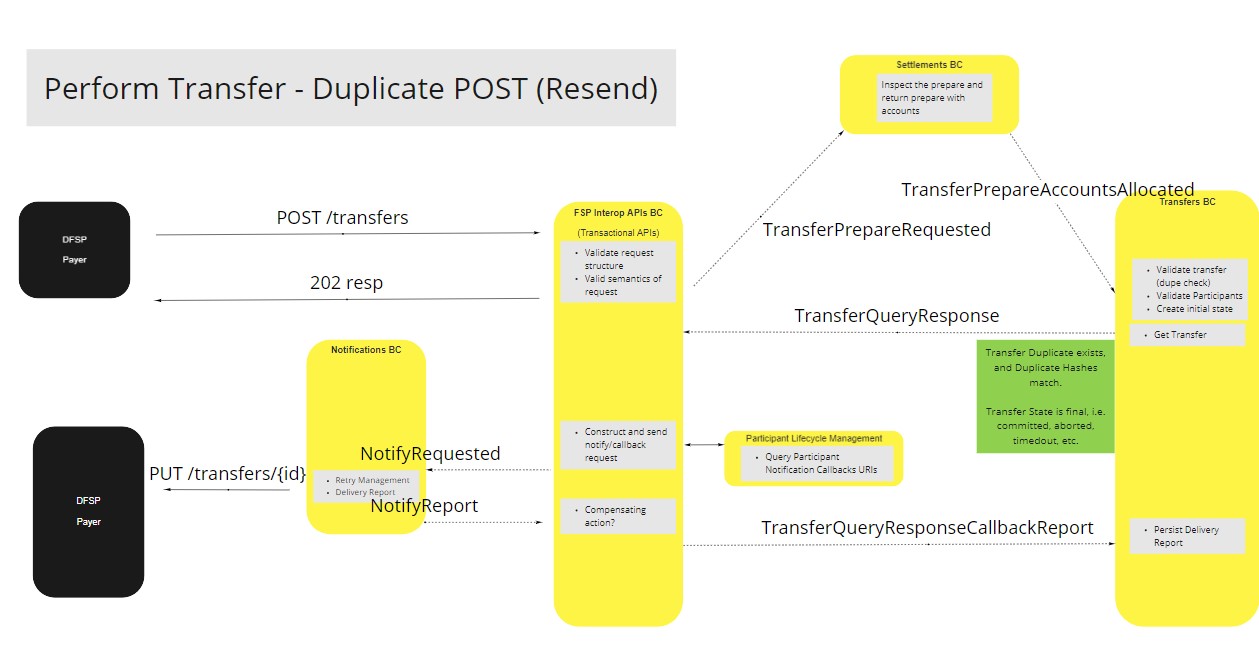 Perform Transfer - Duplicate POST (Resend)
Settlements BC
Inspect the prepare and
return prepare with
accounts
TransferPrepareAccountsAllocated
TransferPrepareRequested
DFSP
Payer
POST /transfers
202 resp
FSP Interop APIs BC
(Transactional APIs)
• Validate request
structure
• Valid semantics of
request
Transfers BC
• Validate transfer
(dupe check)
• Validate Participants
• Create initial state
• Get Transfer
TransferQueryResponse
Transfer Duplicate exists,
and Duplicate Hashes
match.
Transfer State is final, i.e.
committed, aborted,
timedout, etc.
Notifications BC
• Construct and send
notify/callback
request
Participant Lifecycle Management
• Query Participant
Notification Callbacks URIs
NotifyRequested
PUT /transfers/{id}
• Retry Management
• Delivery Report
NotifyReport
DFSP
Payer
• Compensating
action?
TransferQueryResponseCallbackReport
• Persist Delivery
Report